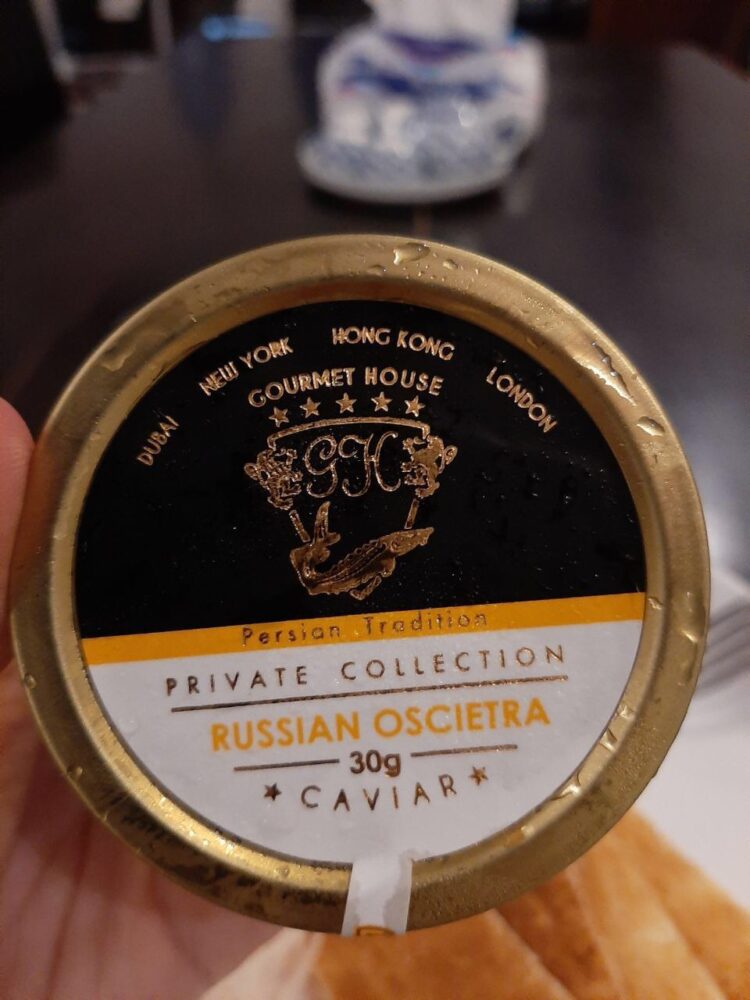 DUBAI NEW YORK HONG KONG LONDON
GOURMET HOUSE
GH
Persian Tradition
PRIVATE COLLECTION
RUSSIAN OSCIETRA
30g
CAVIAR